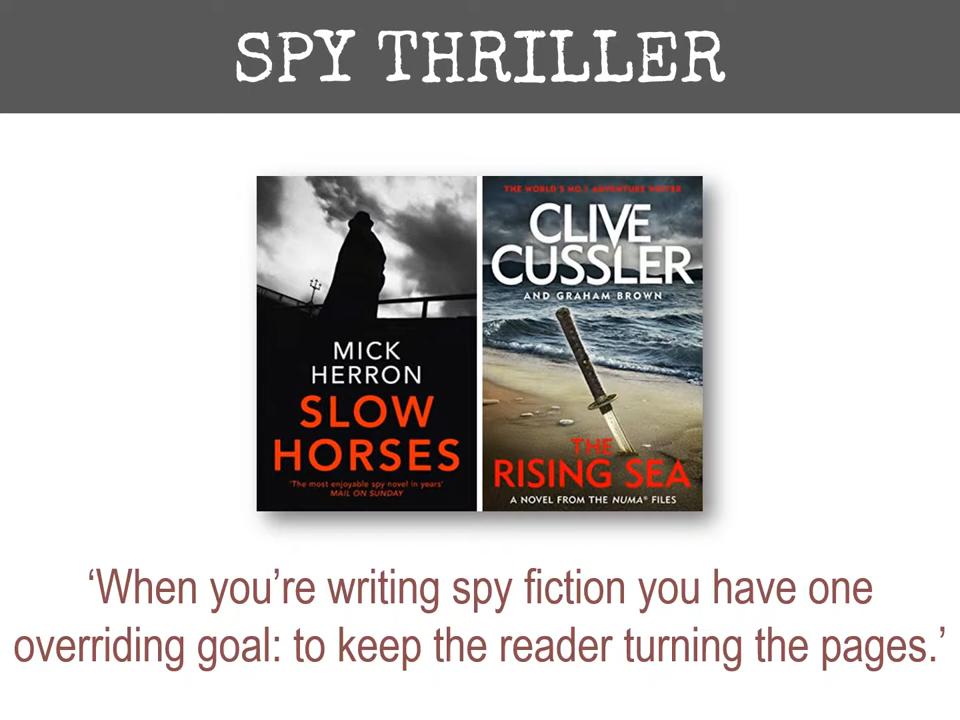 SPY THRILLER
MICK
HERRON
SLOW
HORSES
'The most enjoyable spy novel in years'
MAIL ON SUNDAY
THE WORLD'S NO.1 ADVENTURE WRITER
CLIVE
CUSSLER
AND GRAHAM BROWN
THE
RISING SEA
A NOVEL FROM THE NUMA® FILES
‘When you’re writing spy fiction you have one
overriding goal: to keep the reader turning the pages.’